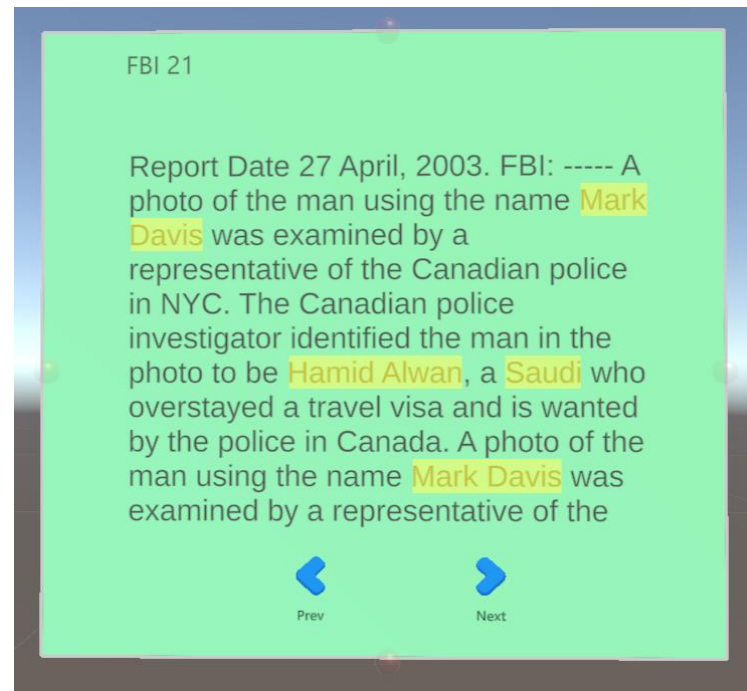 FBI 21
Report Date 27 April, 2003. FBI: ----- A
photo of the man using the name Mark
Davis was examined by a
representative of the Canadian police
in NYC. The Canadian police
investigator identified the man in the
photo to be Hamid Alwan, a Saudi who
overstayed a travel visa and is wanted
by the police in Canada. A photo of the
man using the name Mark Davis was
examined by a representative of the
Prev Next